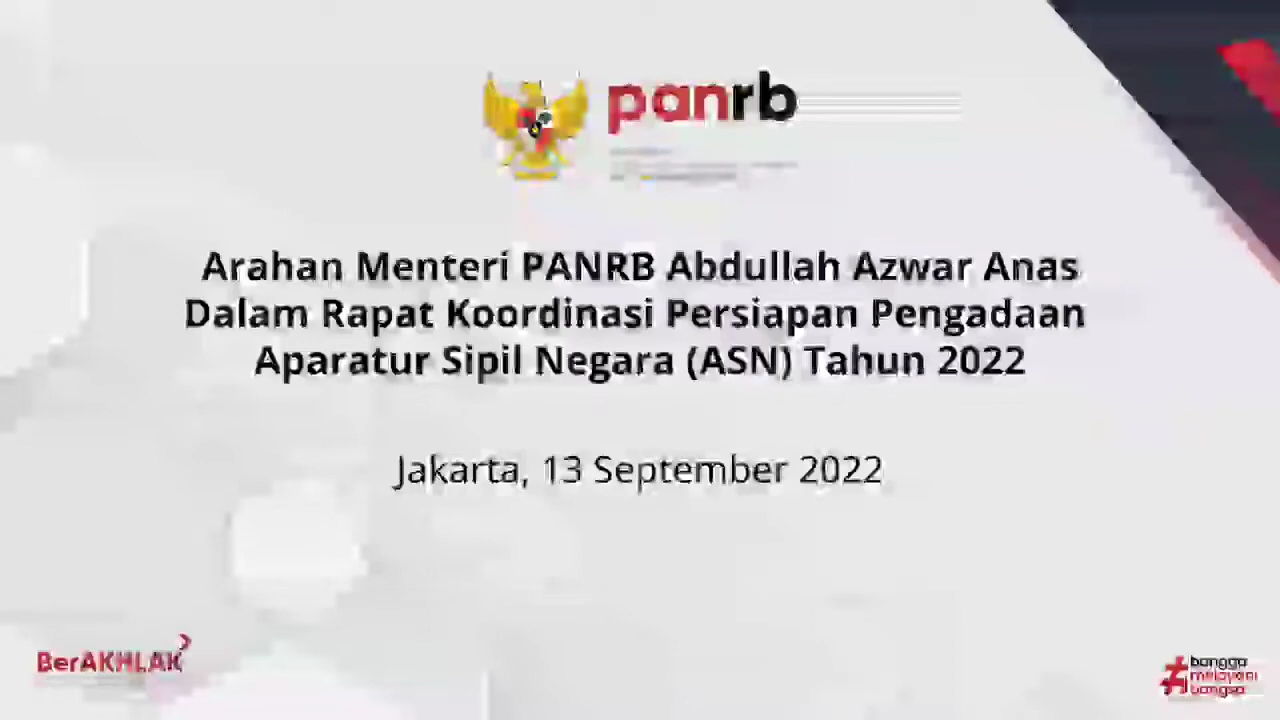 panrb
Arahan Menteri PANRB Abdullah Azwar Anas
Dalam Rapat Koordinasi Persiapan Pengadaan
Aparatur Sipil Negara (ASN) Tahun 2022
Jakarta, 13 September 2022
BerAKHLAK
#bangga
melayani
bangsa